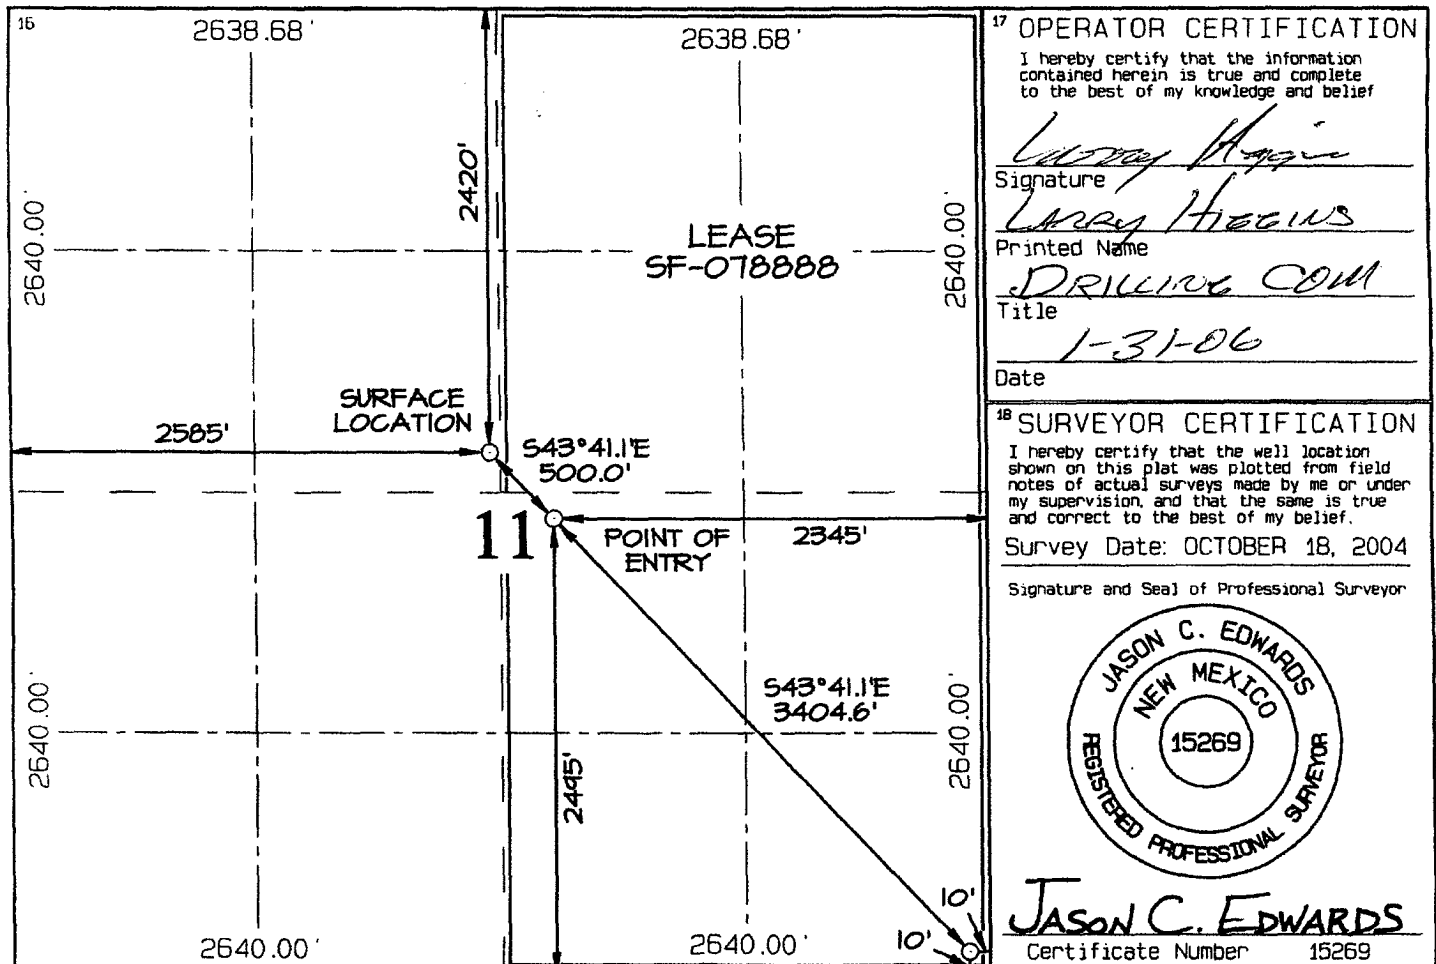 16
2638.68'
2638.68'
2420'
2640.00'
2640.00'
LEASE
SF-078888
SURFACE
LOCATION
2585'
S43°41.1'E
500.0'
11
POINT OF
ENTRY
2345'
S43°41.1'E
3404.6'
2640.00'
2640.00'
2495'
10'
10'
2640.00'
2640.00'
17 OPERATOR CERTIFICATION
I hereby certify that the information
contained herein is true and complete
to the best of my knowledge and belief
Signature
LARRY HIGGINS
Printed Name
DRILLING COM
Title
1-31-06
Date
18 SURVEYOR CERTIFICATION
I hereby certify that the well location
shown on this plat was plotted from field
notes of actual surveys made by me or under
my supervision, and that the same is true
and correct to the best of my belief.
Survey Date: OCTOBER 18, 2004
Signature and Seal of Professional Surveyor
JASON C. EDWARDS
NEW MEXICO
15269
REGISTERED PROFESSIONAL SURVEYOR
JASON C. EDWARDS
Certificate Number 15269